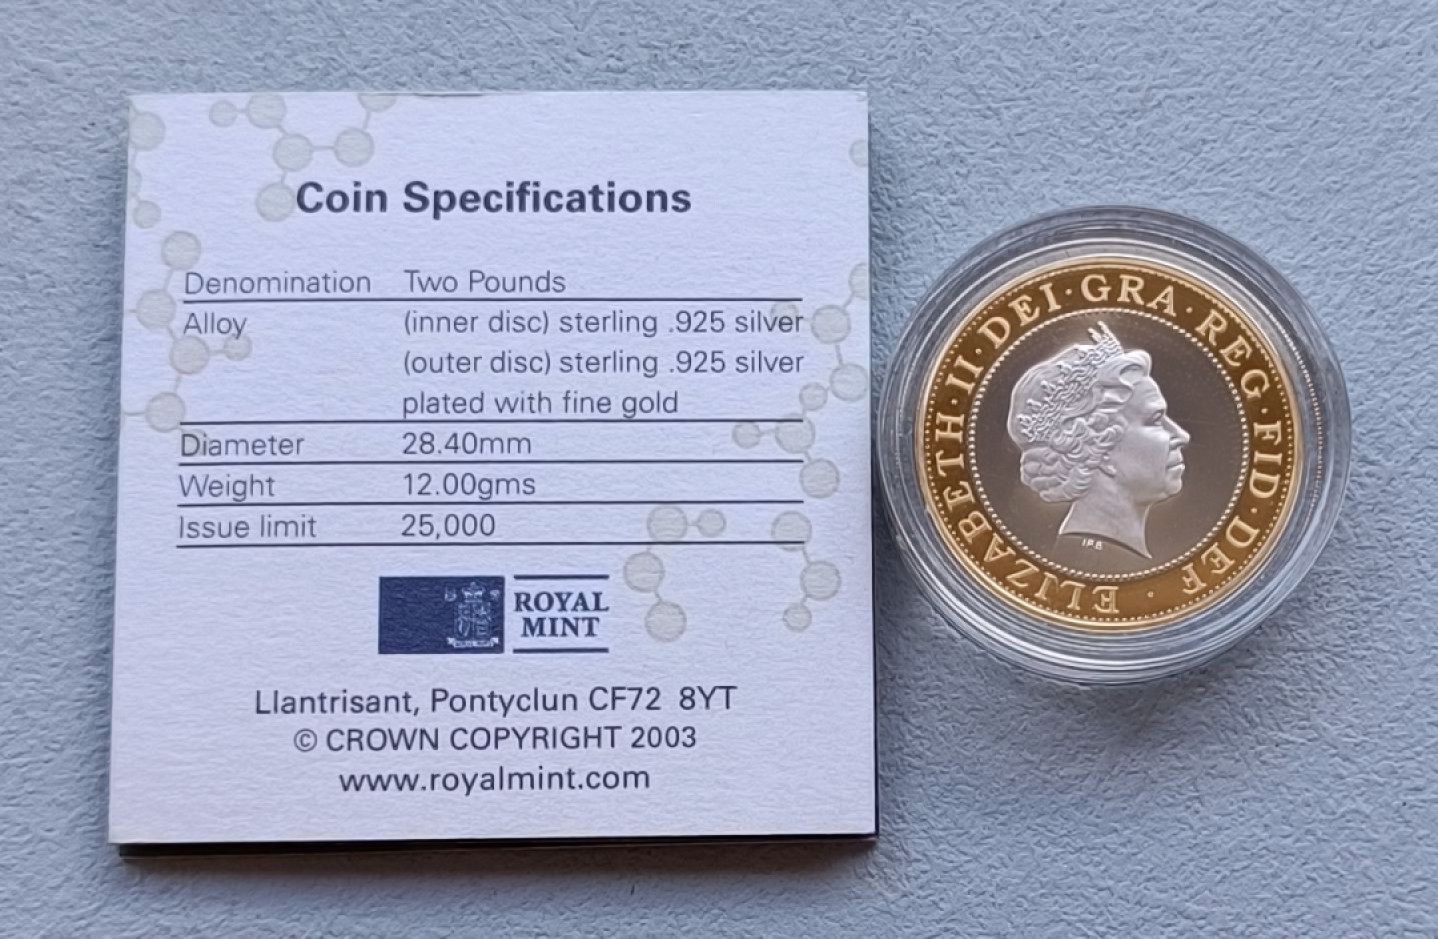 Coin Specifications
Denomination Two Pounds
Alloy (inner disc) sterling .925 silver
(outer disc) sterling .925 silver
plated with fine gold
Diameter 28.40mm
Weight 12.00gms
Issue limit 25,000
ROYAL
MINT
Llantrisant, Pontyclun CF72 8YT
© CROWN COPYRIGHT 2003
www.royalmint.com
ELIZABETH·II·DEI·GRA·REG·FID·DEF·
IRB